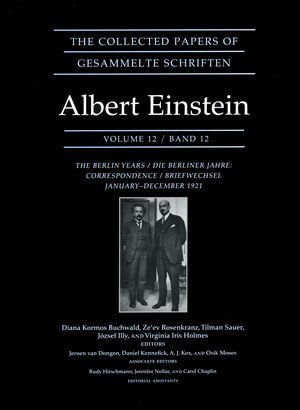 THE COLLECTED PAPERS OF
GESAMMELTE SCHRIFTEN
Albert Einstein
VOLUME 12 / BAND 12
THE BERLIN YEARS / DIE BERLINER JAHRE:
CORRESPONDENCE / BRIEFWECHSEL
JANUARY–DECEMBER 1921
Diana Kormos Buchwald, Ze'ev Rosenkranz, Tilman Sauer,
József Illy, AND Virginia Iris Holmes
EDITORS
Jeroen van Dongen, Daniel Kennefick, A. J. Kox, AND Osik Moses
ASSOCIATE EDITORS
Rudy Hirschmann, Jennifer Nollar, AND Carol Chaplin
EDITORIAL ASSISTANTS